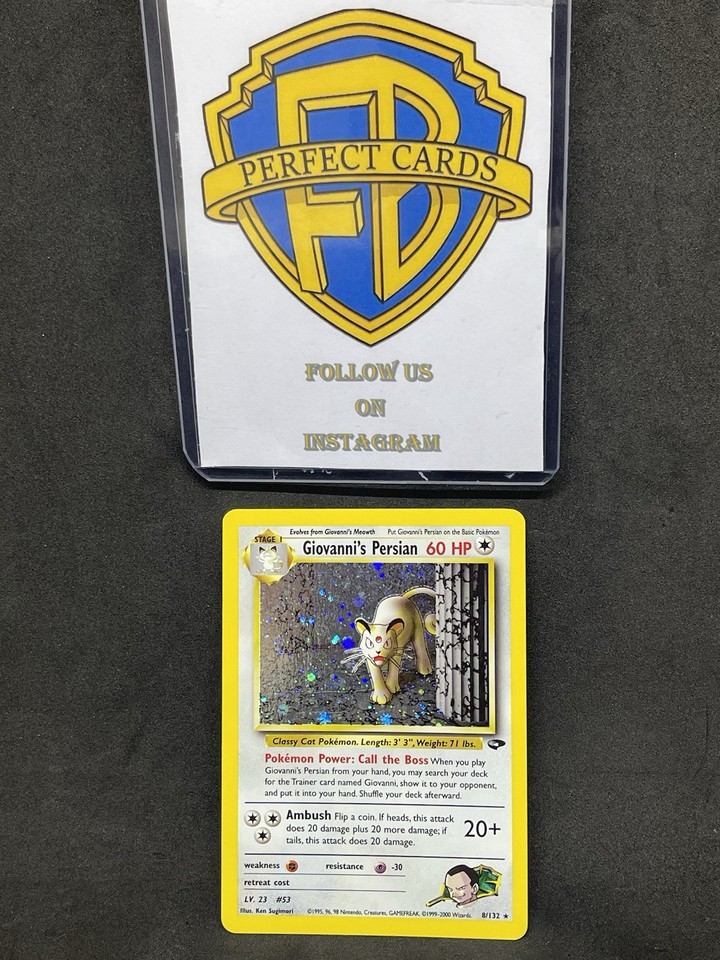 FB
PERFECT CARDS
FOLLOW US
ON
INSTAGRAM
Evolves from Giovanni's Meowth Put Giovanni's Persian on the Basic Pokémon
STAGE 1
Giovanni's Persian 60 HP
Classy Cat Pokémon. Length: 3' 3", Weight: 71 lbs.
Pokémon Power: Call the Boss When you play
Giovanni's Persian from your hand, you may search your deck
for the Trainer card named Giovanni, show it to your opponent,
and put it into your hand. Shuffle your deck afterward.
Ambush Flip a coin. If heads, this attack
does 20 damage plus 20 more damage; if
tails, this attack does 20 damage.
20+
weakness resistance -30
retreat cost
LV. 23 #53
Illus. Ken Sugimori ©1995, 96, 98 Nintendo, Creatures, GAMEFREAK. ©1999-2000 Wizards. 8/132 ★